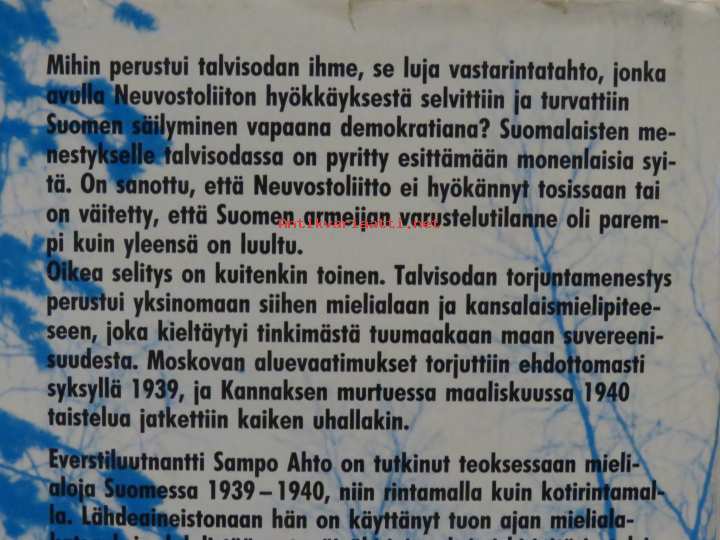 Mihin perustui talvisodan ihme, se luja vastarintatahto, jonka
avulla Neuvostoliiton hyökkäyksestä selvittiin ja turvattiin
Suomen säilyminen vapaana demokratiana? Suomalaisten me-
nestykselle talvisodassa on pyritty esittämään monenlaisia syi-
tä. On sanottu, että Neuvostoliitto ei hyökännyt tosissaan tai
on väitetty, että Suomen armeijan varustelutilanne oli parem-
Antikvariaatti.net
pi kuin yleensä on luultu.
Oikea selitys on kuitenkin toinen. Talvisodan torjuntamenestys
perustui yksinomaan siihen mielialaan ja kansalaismielipitee-
seen, joka kieltäytyi tinkimästä tuumaakaan maan suvereeni-
suudesta. Moskovan aluevaatimukset torjuttiin ehdottomasti
syksyllä 1939, ja Kannaksen murtuessa maaliskuussa 1940
taistelua jatkettiin kaiken uhallakin.
Everstiluutnantti Sampo Ahto on tutkinut teoksessaan mieli-
aloja Suomessa 1939–1940, niin rintamalla kuin kotirintamal-
la. Lähdeaineistonaan hän on käyttänyt tuon ajan mieliala-